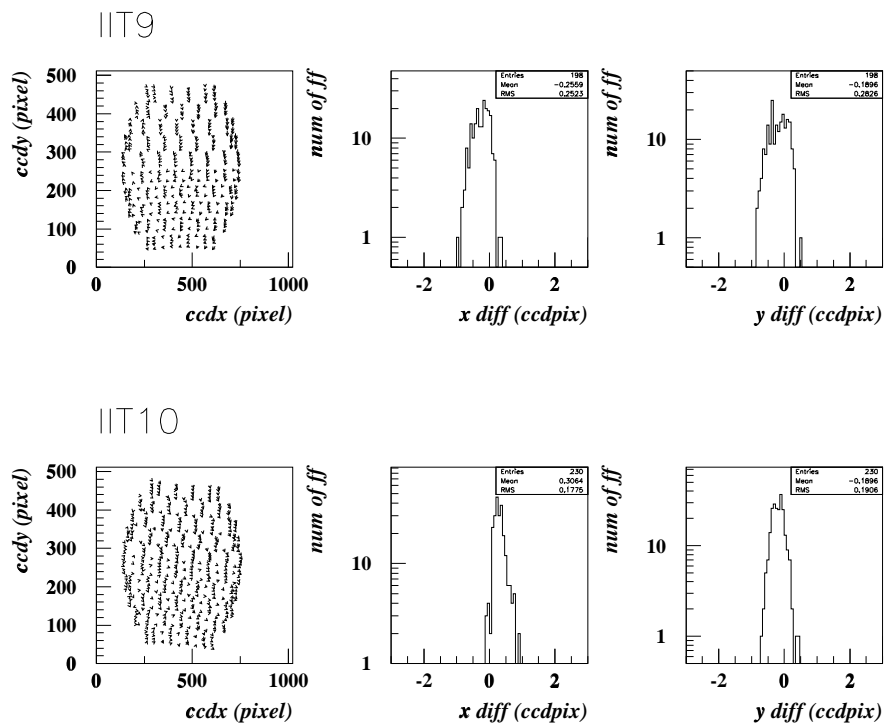 IIT9
ccdy (pixel)
500
400
300
200
100
0
0 500 1000
ccdx (pixel)
num of ff
Entries 198
Mean -0.2559
RMS 0.2523
10
1
-2 0 2
x diff (ccdpix)
num of ff
Entries 198
Mean -0.1896
RMS 0.2826
10
1
-2 0 2
y diff (ccdpix)
IIT10
ccdy (pixel)
500
400
300
200
100
0
0 500 1000
ccdx (pixel)
num of ff
Entries 230
Mean 0.3064
RMS 0.1775
10
1
-2 0 2
x diff (ccdpix)
num of ff
Entries 230
Mean -0.1896
RMS 0.1906
10
1
-2 0 2
y diff (ccdpix)